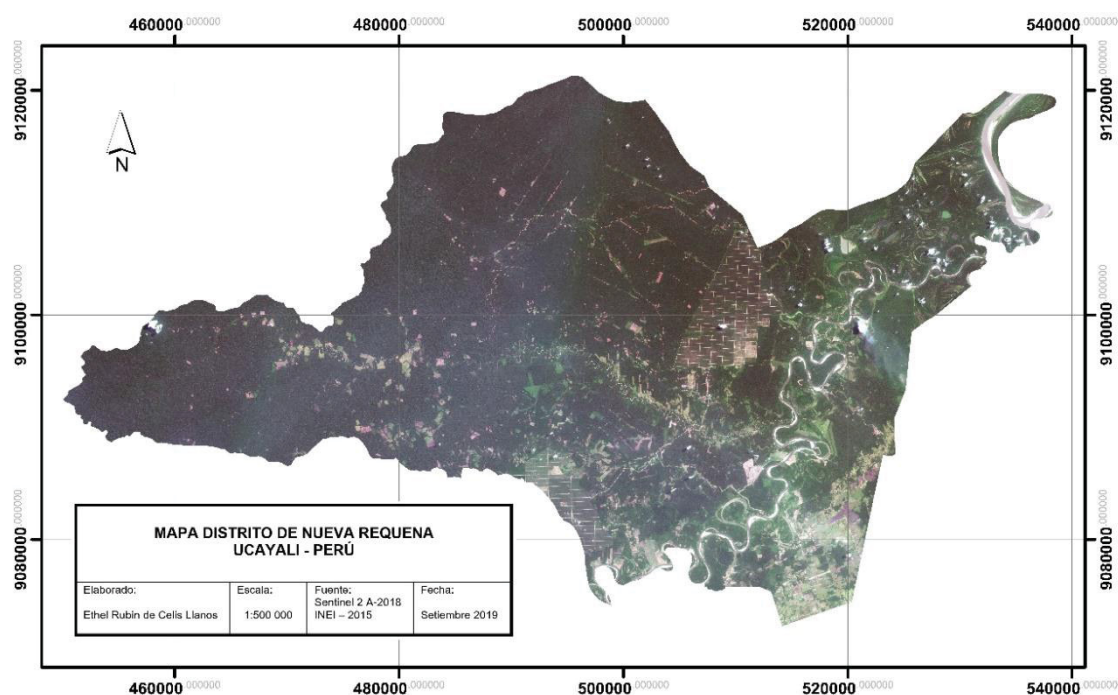 460000.000000 480000.000000 500000.000000 520000.000000 540000.000000
9120000.000000 9120000.000000
N
9100000.000000 9100000.000000
9080000.000000 9080000.000000
MAPA DISTRITO DE NUEVA REQUENA
UCAYALI - PERÚ
Elaborado:
Ethel Rubin de Celis Llanos
Escala:
1:500 000
Fuente:
Sentinel 2 A-2018
INEI – 2015
Fecha:
Setiembre 2019
460000.000000 480000.000000 500000.000000 520000.000000 540000.000000